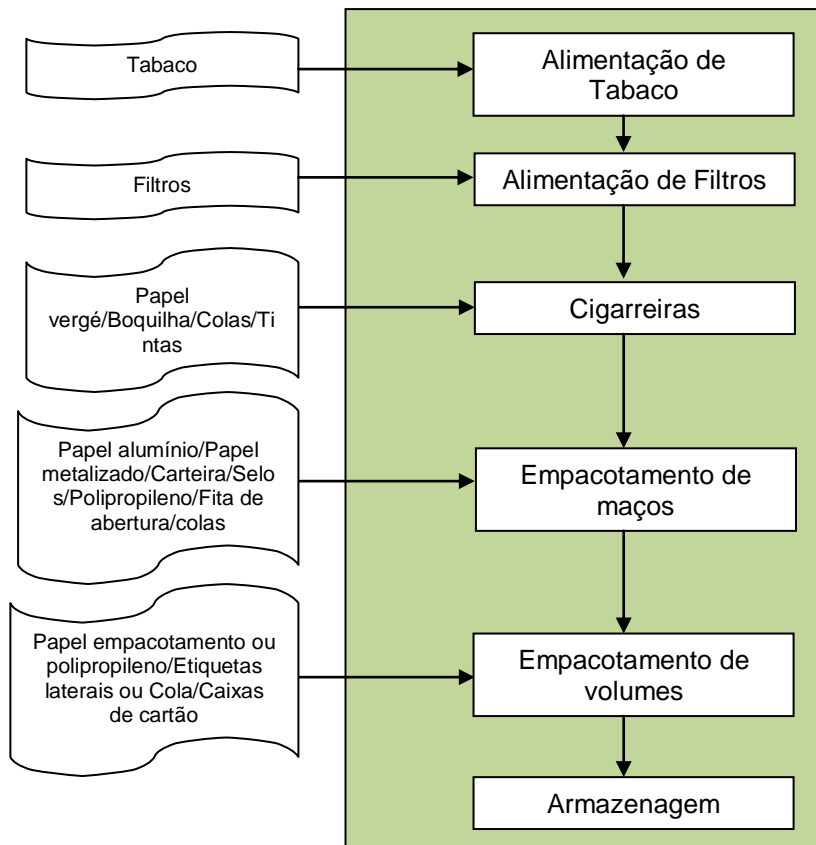 Tabaco
Alimentação de
Tabaco
Filtros
Alimentação de Filtros
Papel
vergé/Boquilha/Colas/Ti
ntas
Cigarreiras
Papel alumínio/Papel
metalizado/Carteira/Selo
s/Polipropileno/Fita de
abertura/colas
Empacotamento de
maços
Papel empacotamento ou
polipropileno/Etiquetas
laterais ou Cola/Caixas
de cartão
Empacotamento de
volumes
Armazenagem